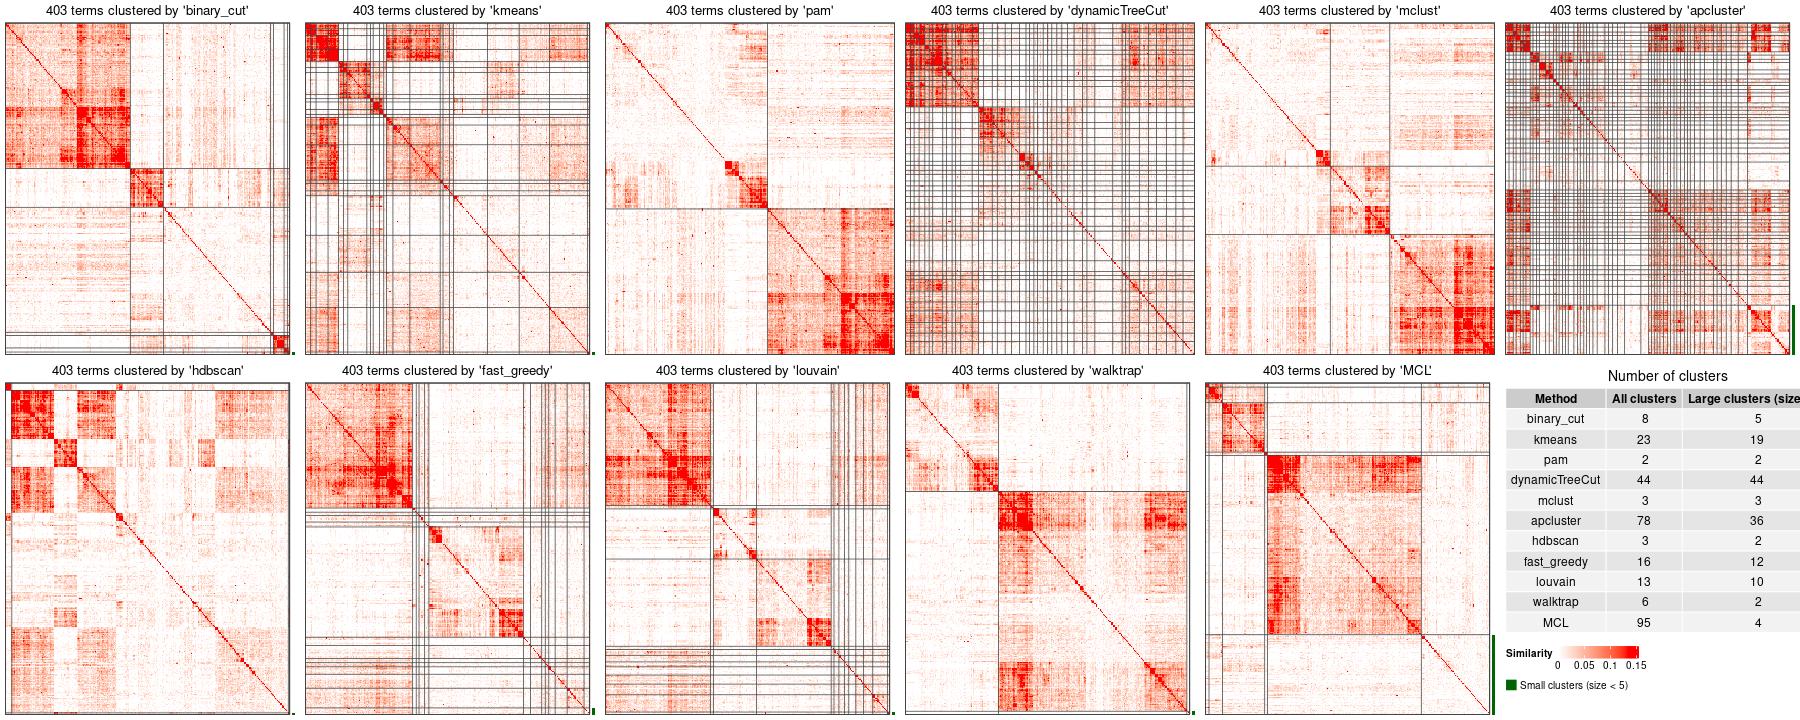 403 terms clustered by 'binary_cut'
403 terms clustered by 'kmeans'
403 terms clustered by 'pam'
403 terms clustered by 'dynamicTreeCut'
403 terms clustered by 'mclust'
403 terms clustered by 'apcluster'
403 terms clustered by 'hdbscan'
403 terms clustered by 'fast_greedy'
403 terms clustered by 'louvain'
403 terms clustered by 'walktrap'
403 terms clustered by 'MCL'
Number of clusters
Method All clusters Large clusters (size
binary_cut 8 5
kmeans 23 19
pam 2 2
dynamicTreeCut 44 44
mclust 3 3
apcluster 78 36
hdbscan 3 2
fast_greedy 16 12
louvain 13 10
walktrap 6 2
MCL 95 4
Similarity
0 0.05 0.1 0.15
Small clusters (size < 5)